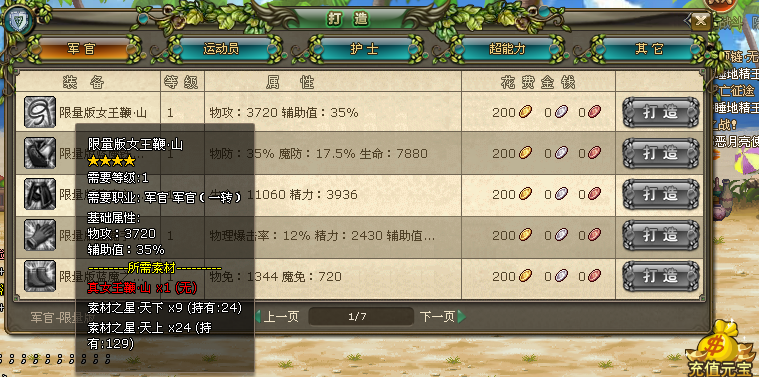 打 造
军 官
运动员
护 士
超能力
其 它
装 备
等 级
属 性
花 费 金 钱
限量版女王鞭·山
1
物攻：3720 辅助值：35%
200
0
0
打 造
物防：35% 魔防：17.5% 生命：7880
200
0
0
打 造
11060 精力：3936
200
0
0
打 造
物理爆击率：12% 精力：2430 辅助值...
200
0
0
打 造
物免：1344 魔免：720
200
0
0
打 造
限量版女王鞭·山
★★★★
需要等级:1
需要职业: 军官 军官(一转)
基础属性:
物攻：3720
辅助值：35%
--------所需素材--------
真女王鞭·山 x1 (无)
素材之星·天下 x9 (持有:24)
素材之星·天上 x24 (持
有:129)
军官-限量版
上一页
1/7
下一页
充值元宝